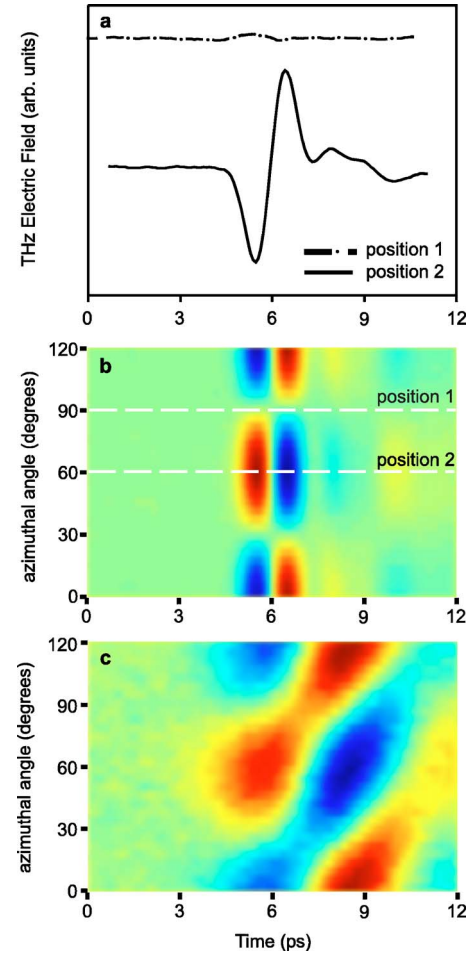 a
THz Electric Field (arb. units)
position 1
position 2
0 3 6 9 12
b
azimuthal angle (degrees)
120
90
60
30
0
position 1
position 2
0 3 6 9 12
c
azimuthal angle (degrees)
120
90
60
30
0
0 3 6 9 12
Time (ps)